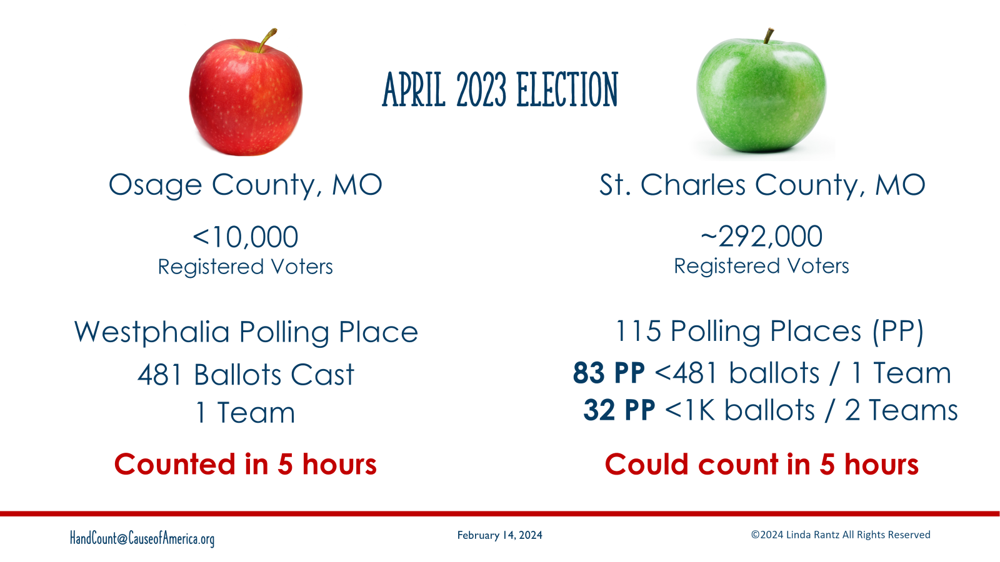 APRIL 2023 ELECTION
Osage County, MO
<10,000
Registered Voters
Westphalia Polling Place
481 Ballots Cast
1 Team
Counted in 5 hours
St. Charles County, MO
~292,000
Registered Voters
115 Polling Places (PP)
83 PP <481 ballots / 1 Team
32 PP <1K ballots / 2 Teams
Could count in 5 hours
HandCount@CauseofAmerica.org
February 14, 2024
©2024 Linda Rantz All Rights Reserved